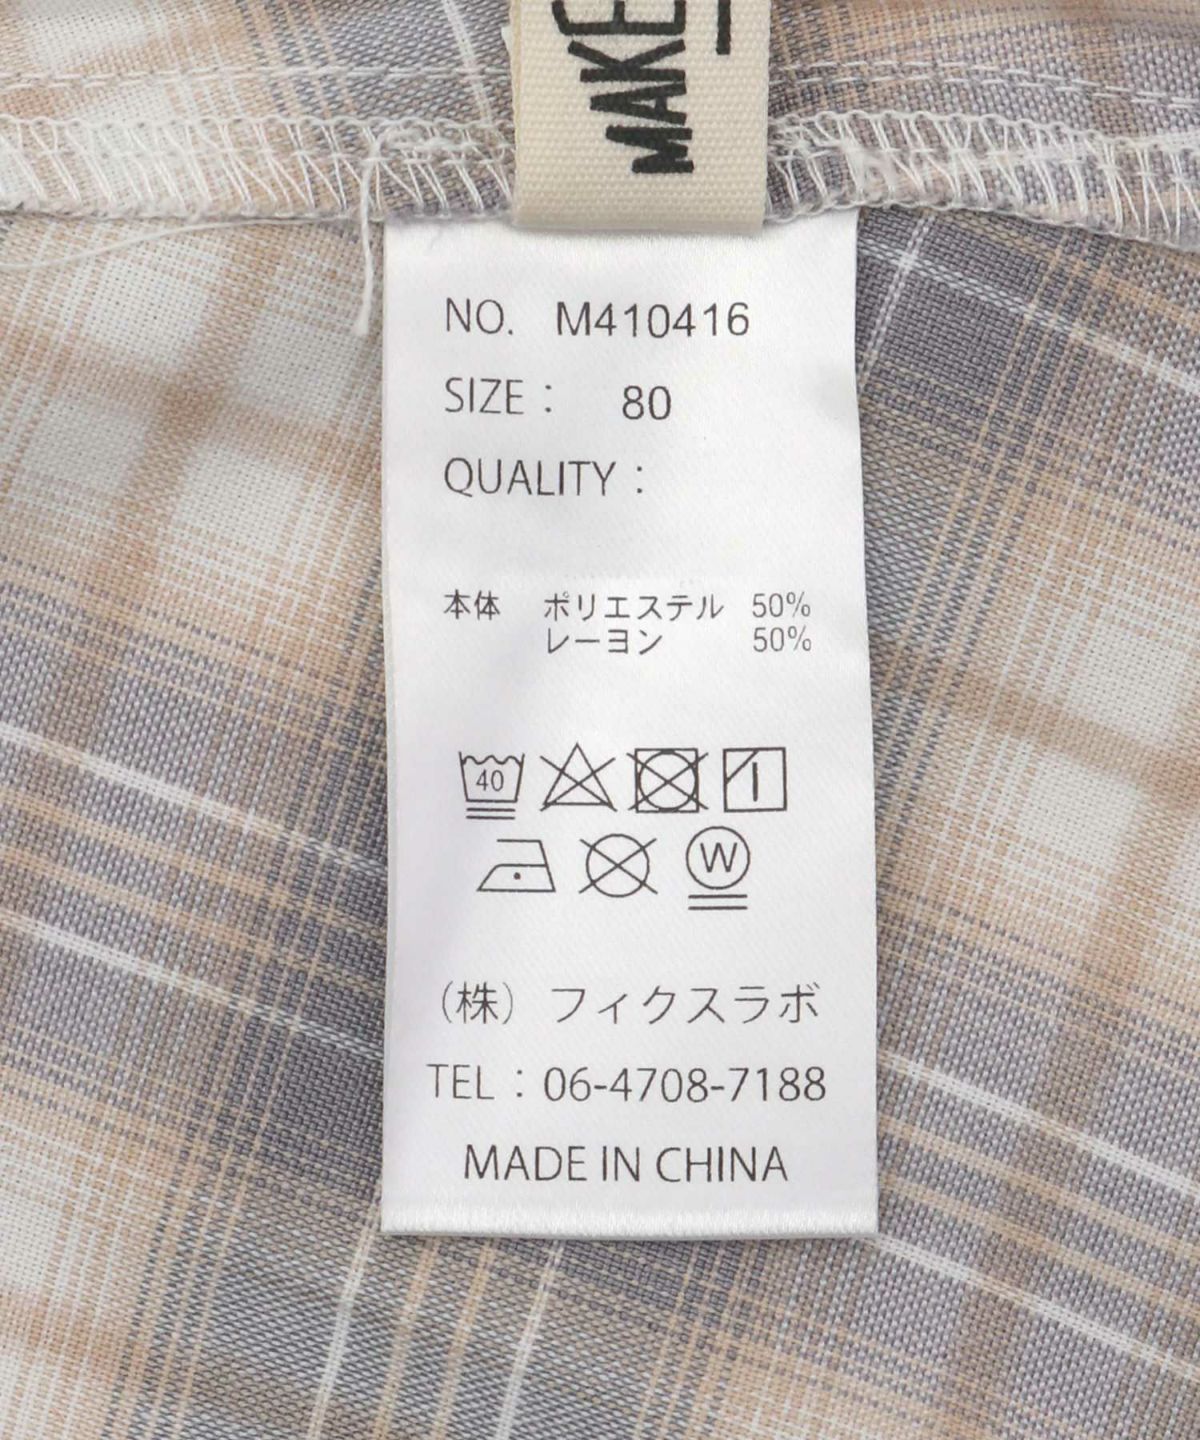 MAKE
NO. M410416
SIZE : 80
QUALITY :
本体 ポリエステル 50%
レーヨン 50%
40
W
(株) フィクスラボ
TEL : 06-4708-7188
MADE IN CHINA